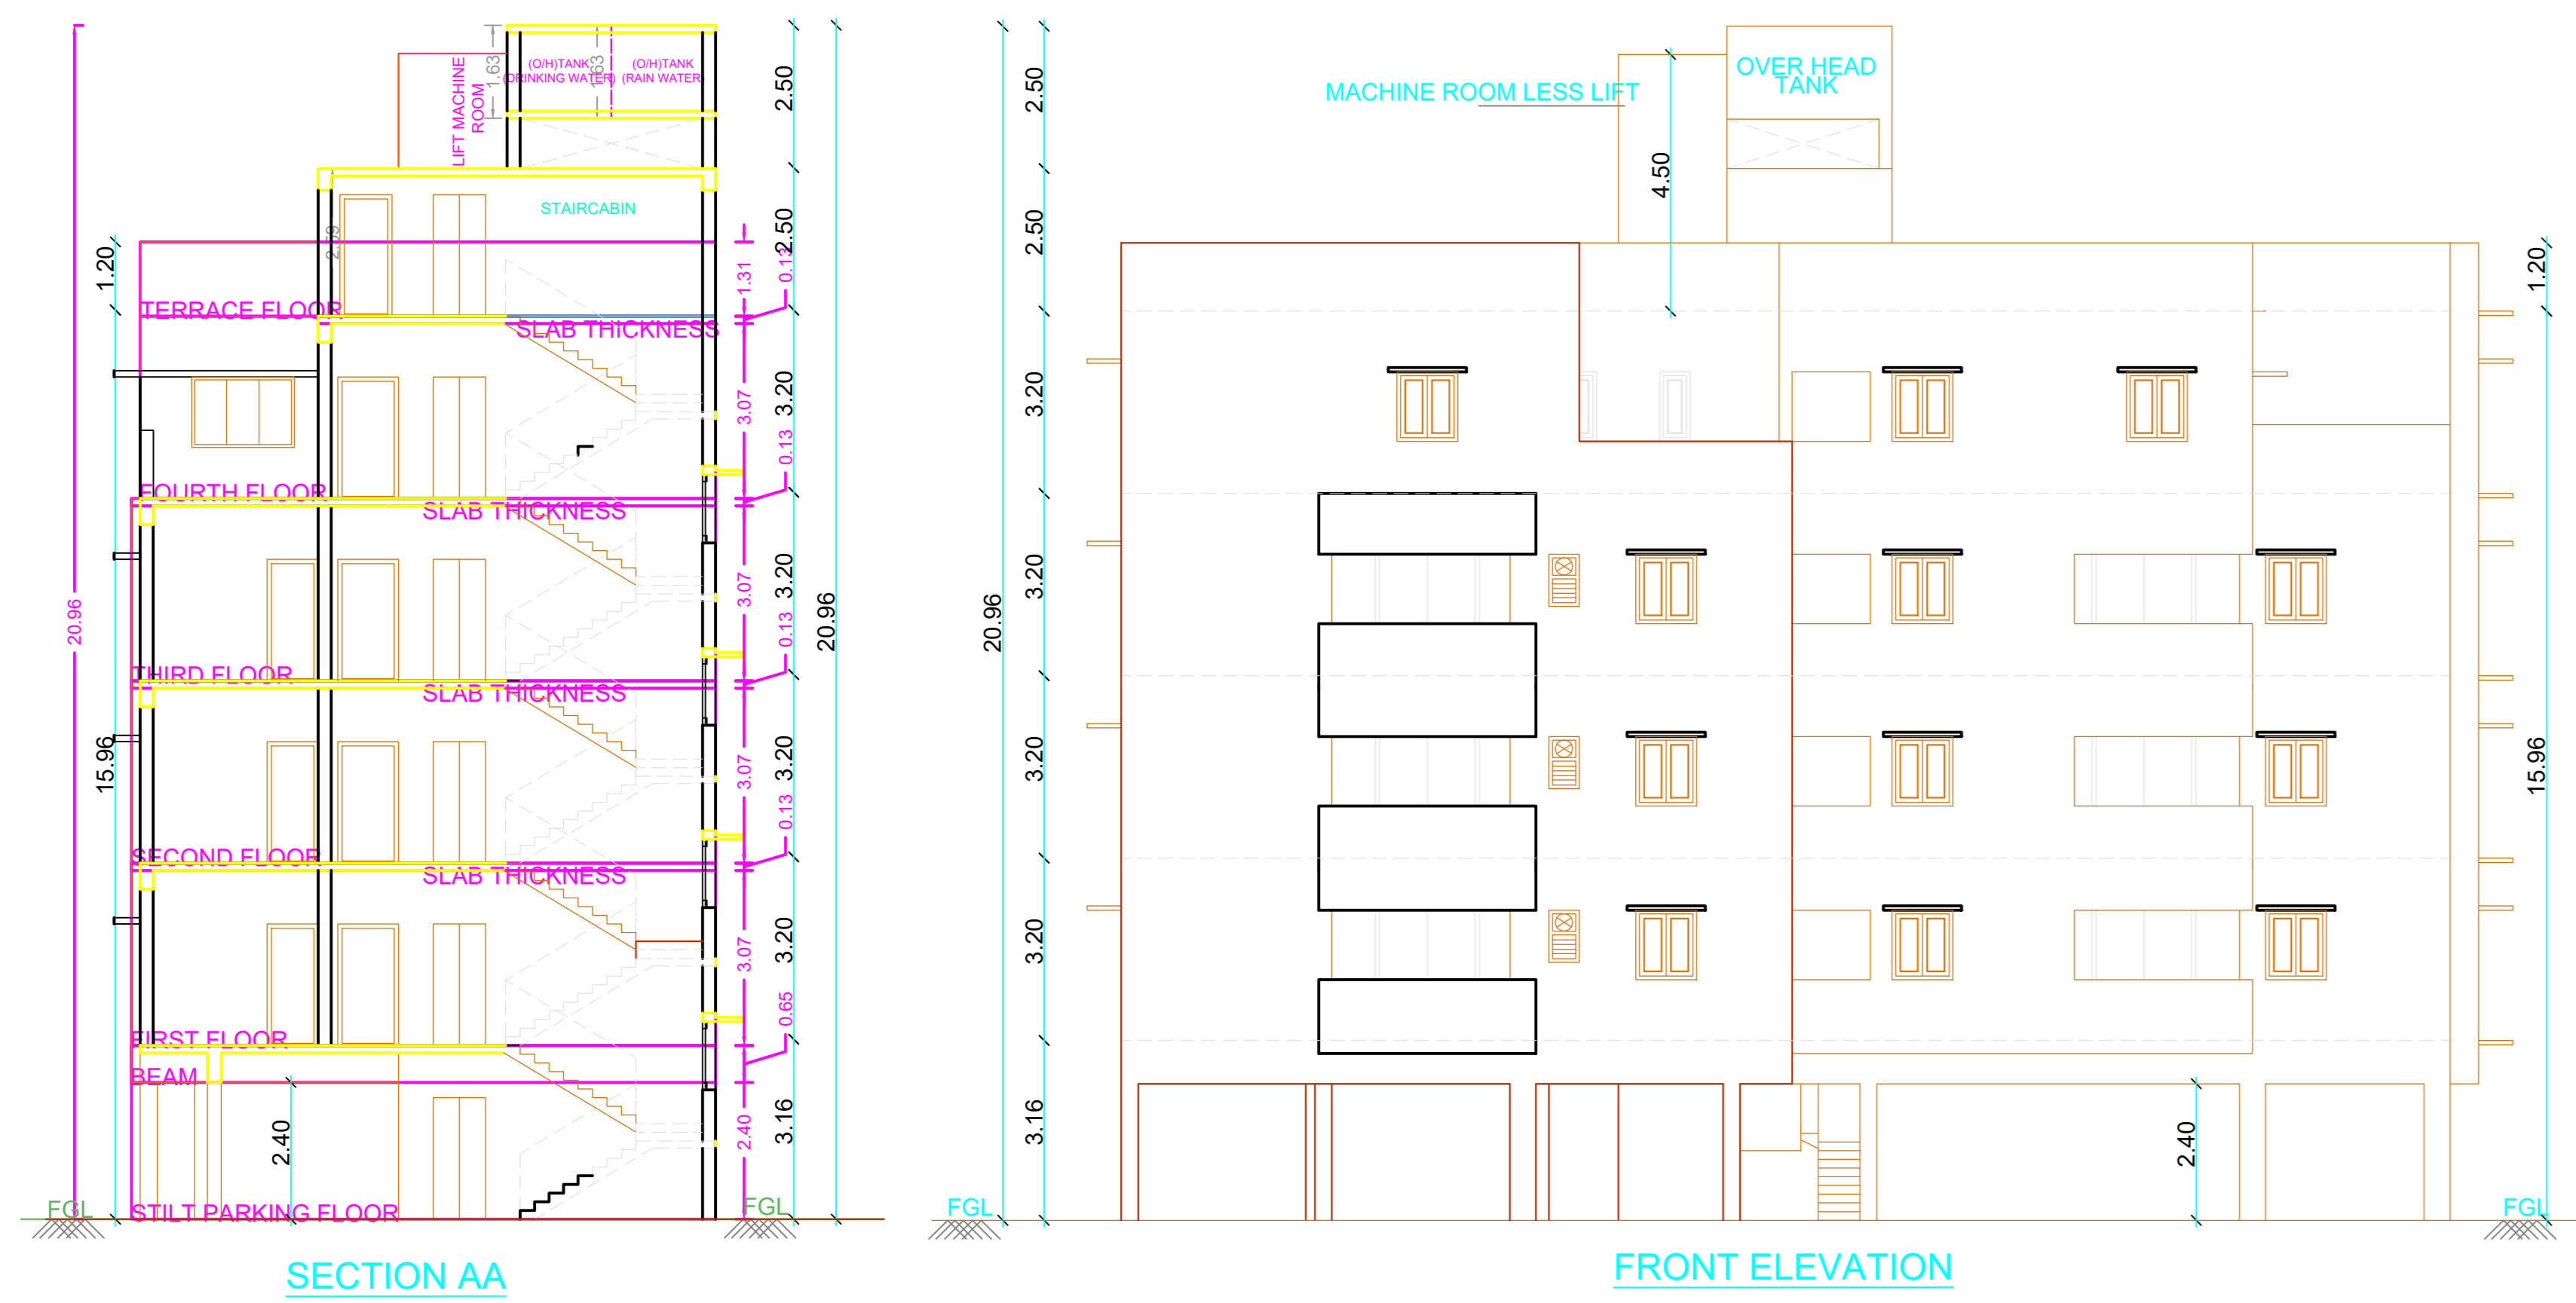 20.96
1.20
15.96
LIFT MACHINE
ROOM
1.63
(O/H)TANK
(DRINKING WATER)
1.63
(O/H)TANK
(RAIN WATER)
STAIRCABIN
2.59
TERRACE FLOOR
SLAB THICKNESS
FOURTH FLOOR
SLAB THICKNESS
THIRD FLOOR
SLAB THICKNESS
SECOND FLOOR
SLAB THICKNESS
FIRST FLOOR
BEAM
2.40
STILT PARKING FLOOR
FGL
FGL
1.31
0.13
3.07
0.13
3.07
0.13
3.07
0.13
3.07
0.65
2.40
2.50
2.50
3.20
3.20
3.20
3.20
3.16
20.96
SECTION AA
20.96
2.50
2.50
3.20
3.20
3.20
3.20
3.16
MACHINE ROOM LESS LIFT
OVER HEAD
TANK
4.50
1.20
15.96
2.40
FGL
FGL
FRONT ELEVATION